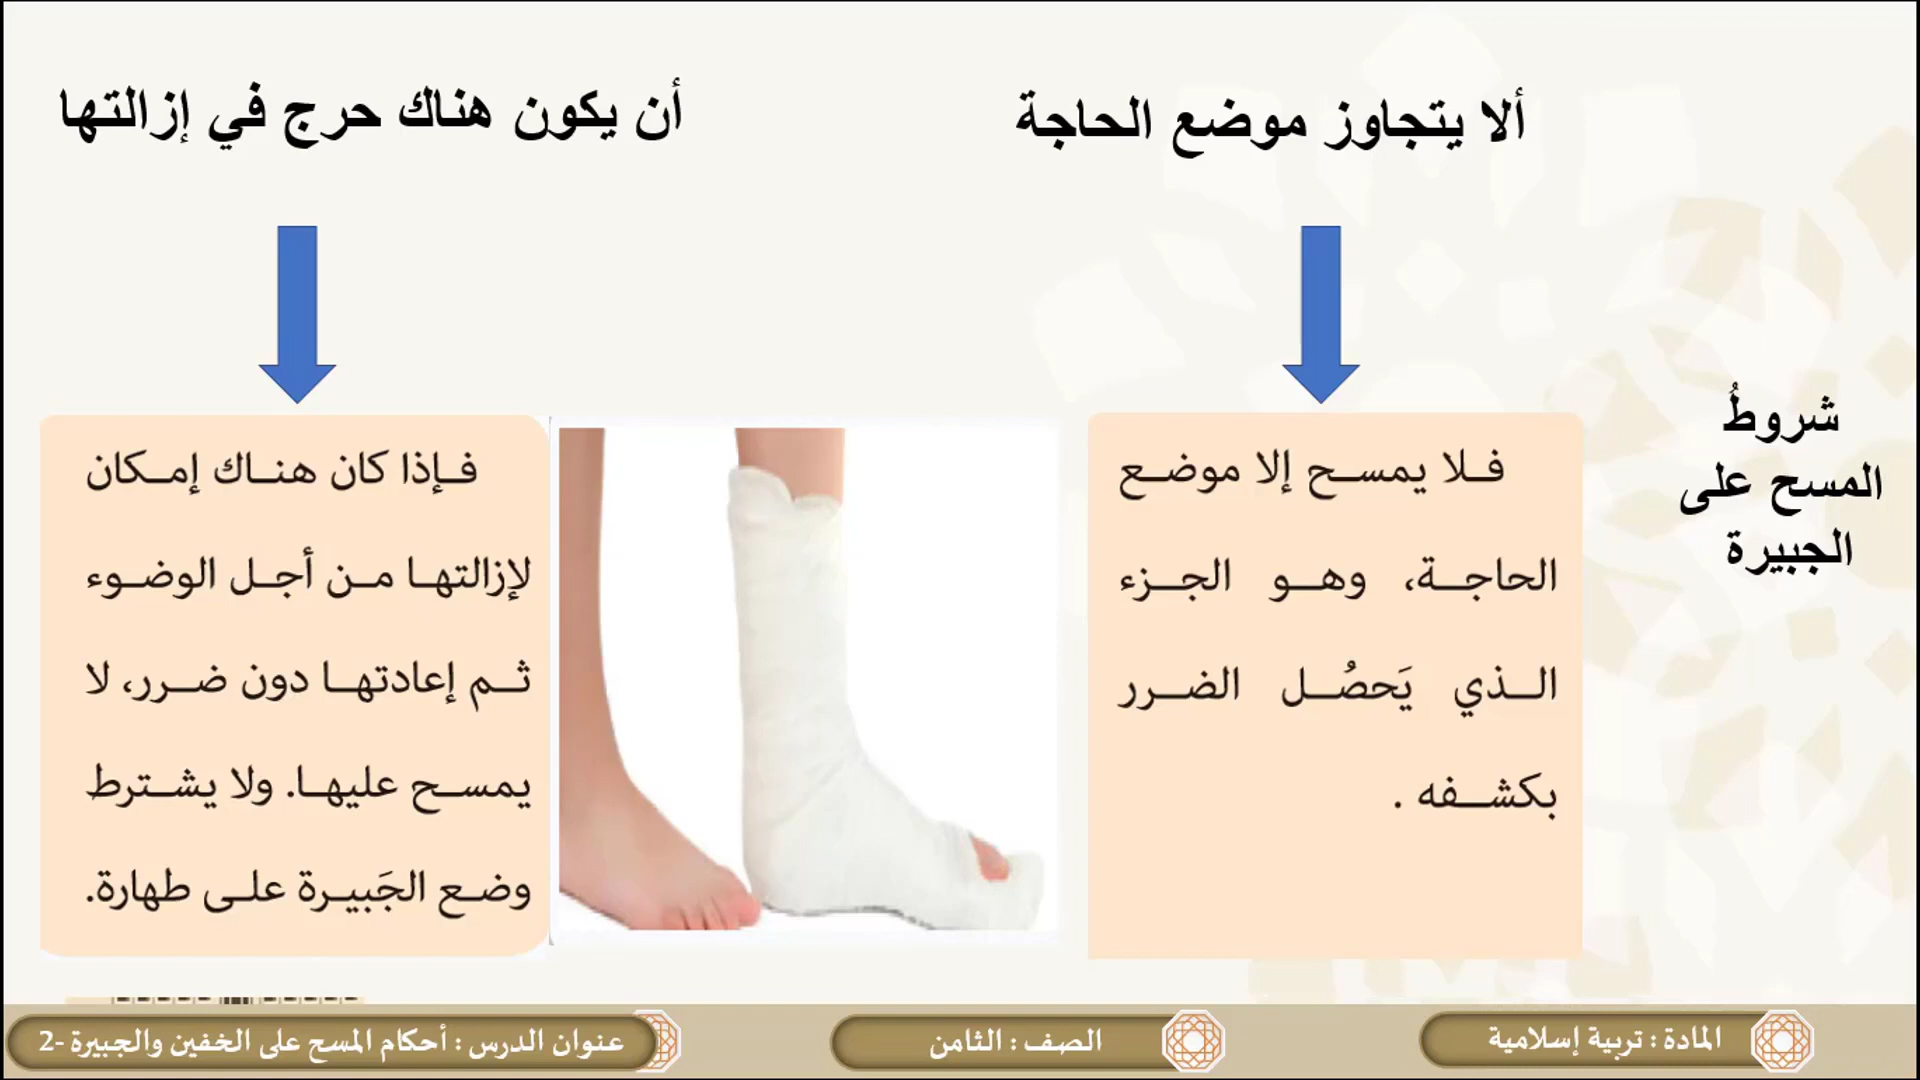 شروطُ
المسح على
الجبيرة
ألا يتجاوز موضع الحاجة
فلا يمسح إلا موضع
الحاجة، وهو الجزء
الذي يَحصُل الضرر
بكشفه .
أن يكون هناك حرج في إزالتها
فإذا كان هناك إمكان
لإزالتها من أجل الوضوء
ثم إعادتها دون ضرر، لا
يمسح عليها. ولا يشترط
وضع الجَبيرة على طهارة.
المادة : تربية إسلامية
الصف : الثامن
عنوان الدرس : أحكام المسح على الخفين والجبيرة -2